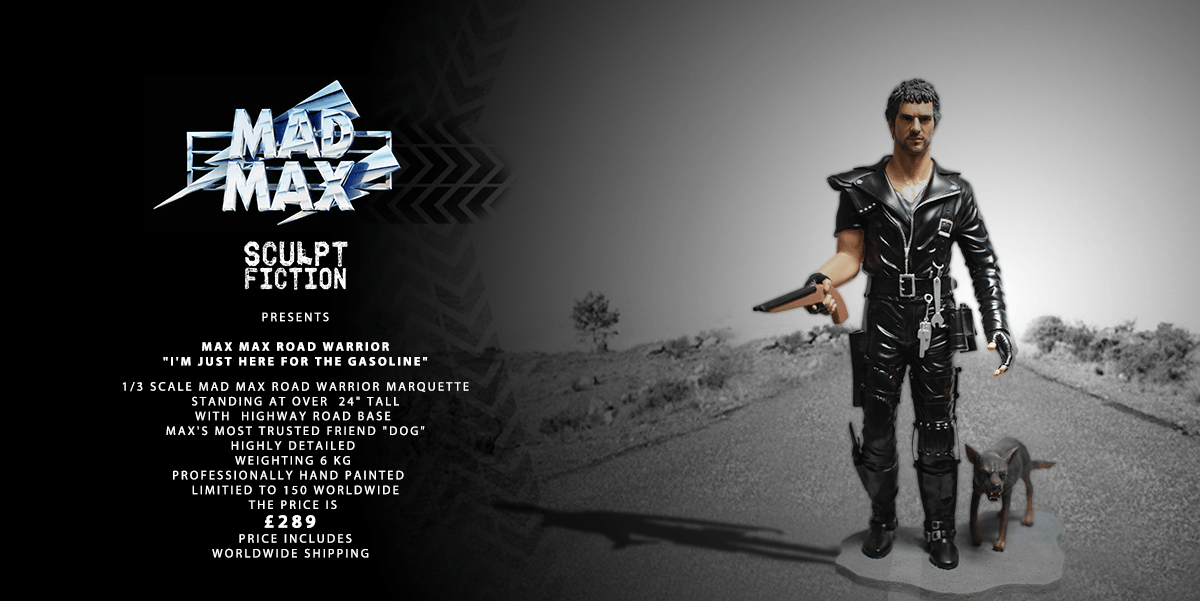 MAD
MAX
SCULPT
FICTION
PRESENTS
MAX MAX ROAD WARRIOR
"I'M JUST HERE FOR THE GASOLINE"
1/3 SCALE MAD MAX ROAD WARRIOR MARQUETTE
STANDING AT OVER 24" TALL
WITH HIGHWAY ROAD BASE
MAX'S MOST TRUSTED FRIEND "DOG"
HIGHLY DETAILED
WEIGHTING 6 KG
PROFESSIONALLY HAND PAINTED
LIMITIED TO 150 WORLDWIDE
THE PRICE IS
£289
PRICE INCLUDES
WORLDWIDE SHIPPING